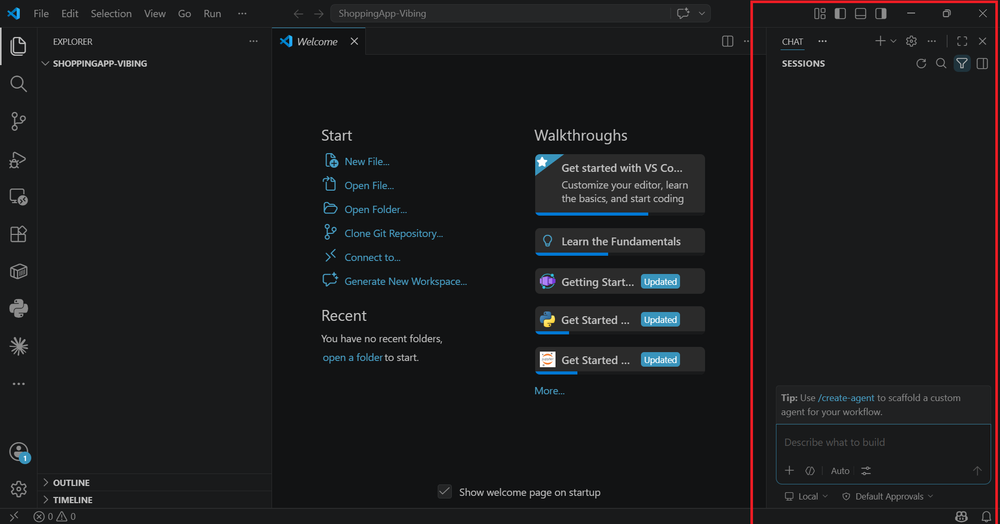 File Edit Selection View Go Run
ShoppingApp-Vibing
EXPLORER
SHOPPINGAPP-VIBING
Welcome
Start
New File...
Open File...
Open Folder...
Clone Git Repository...
Connect to...
Generate New Workspace...
Recent
You have no recent folders,
open a folder to start.
Walkthroughs
Get started with VS Co...
Customize your editor, learn
the basics, and start coding
Learn the Fundamentals
Getting Start... Updated
Get Started ... Updated
jupyter
Get Started ... Updated
More...
Show welcome page on startup
CHAT
SESSIONS
Tip: Use /create-agent to scaffold a custom
agent for your workflow.
Describe what to build
Auto
Local Default Approvals
1
OUTLINE
TIMELINE
0 0